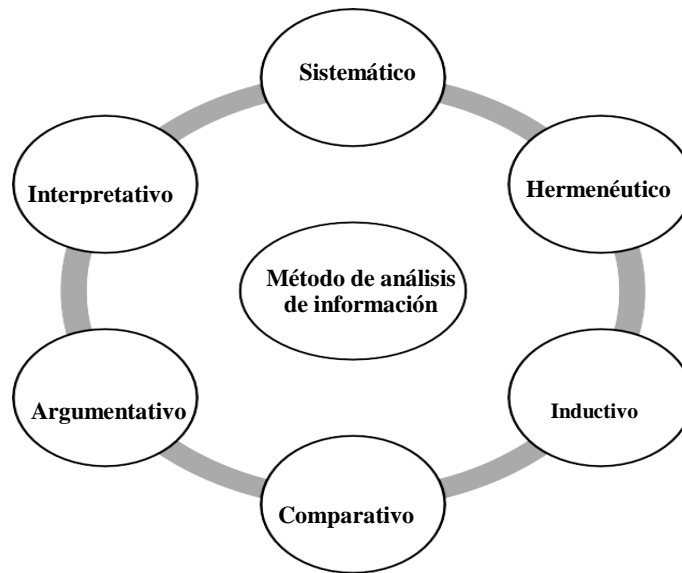 Sistemático
Hermenéutico
Inductivo
Comparativo
Argumentativo
Interpretativo
Método de análisis
de información